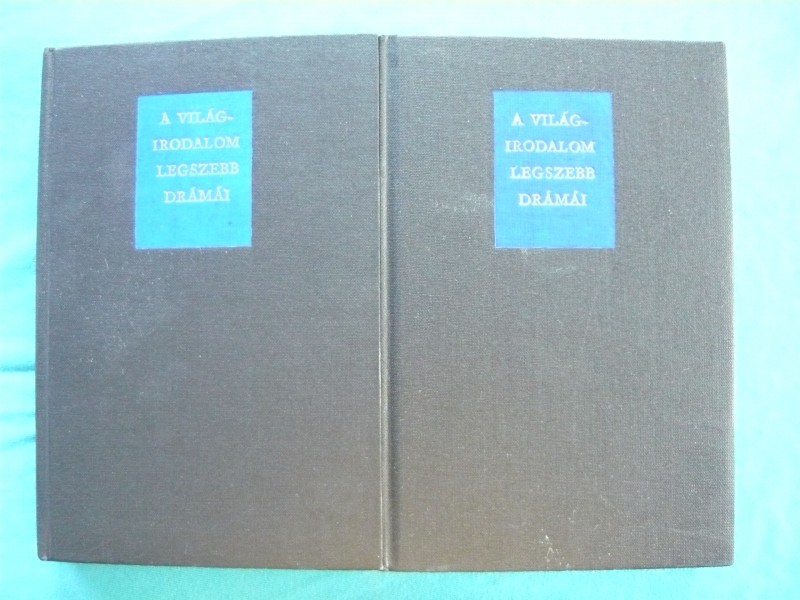 A VILÁG-
IRODALOM
LEGSZEBB
DRÁMÁI
A VILÁG-
IRODALOM
LEGSZEBB
DRÁMÁI